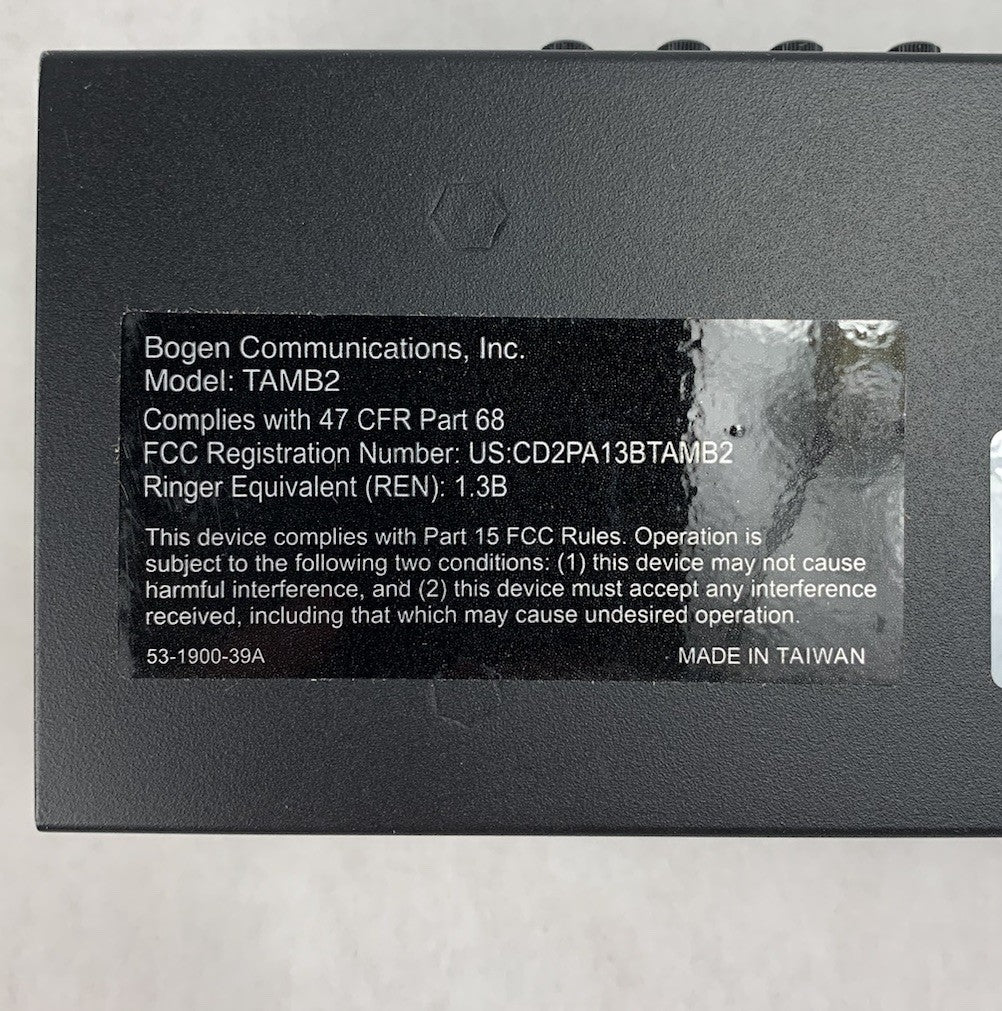 Bogen Communications, Inc.
Model: TAMB2
Complies with 47 CFR Part 68
FCC Registration Number: US:CD2PA13BTAMB2
Ringer Equivalent (REN): 1.3B
This device complies with Part 15 FCC Rules. Operation is
subject to the following two conditions: (1) this device may not cause
harmful interference, and (2) this device must accept any interference
received, including that which may cause undesired operation.
53-1900-39A
MADE IN TAIWAN